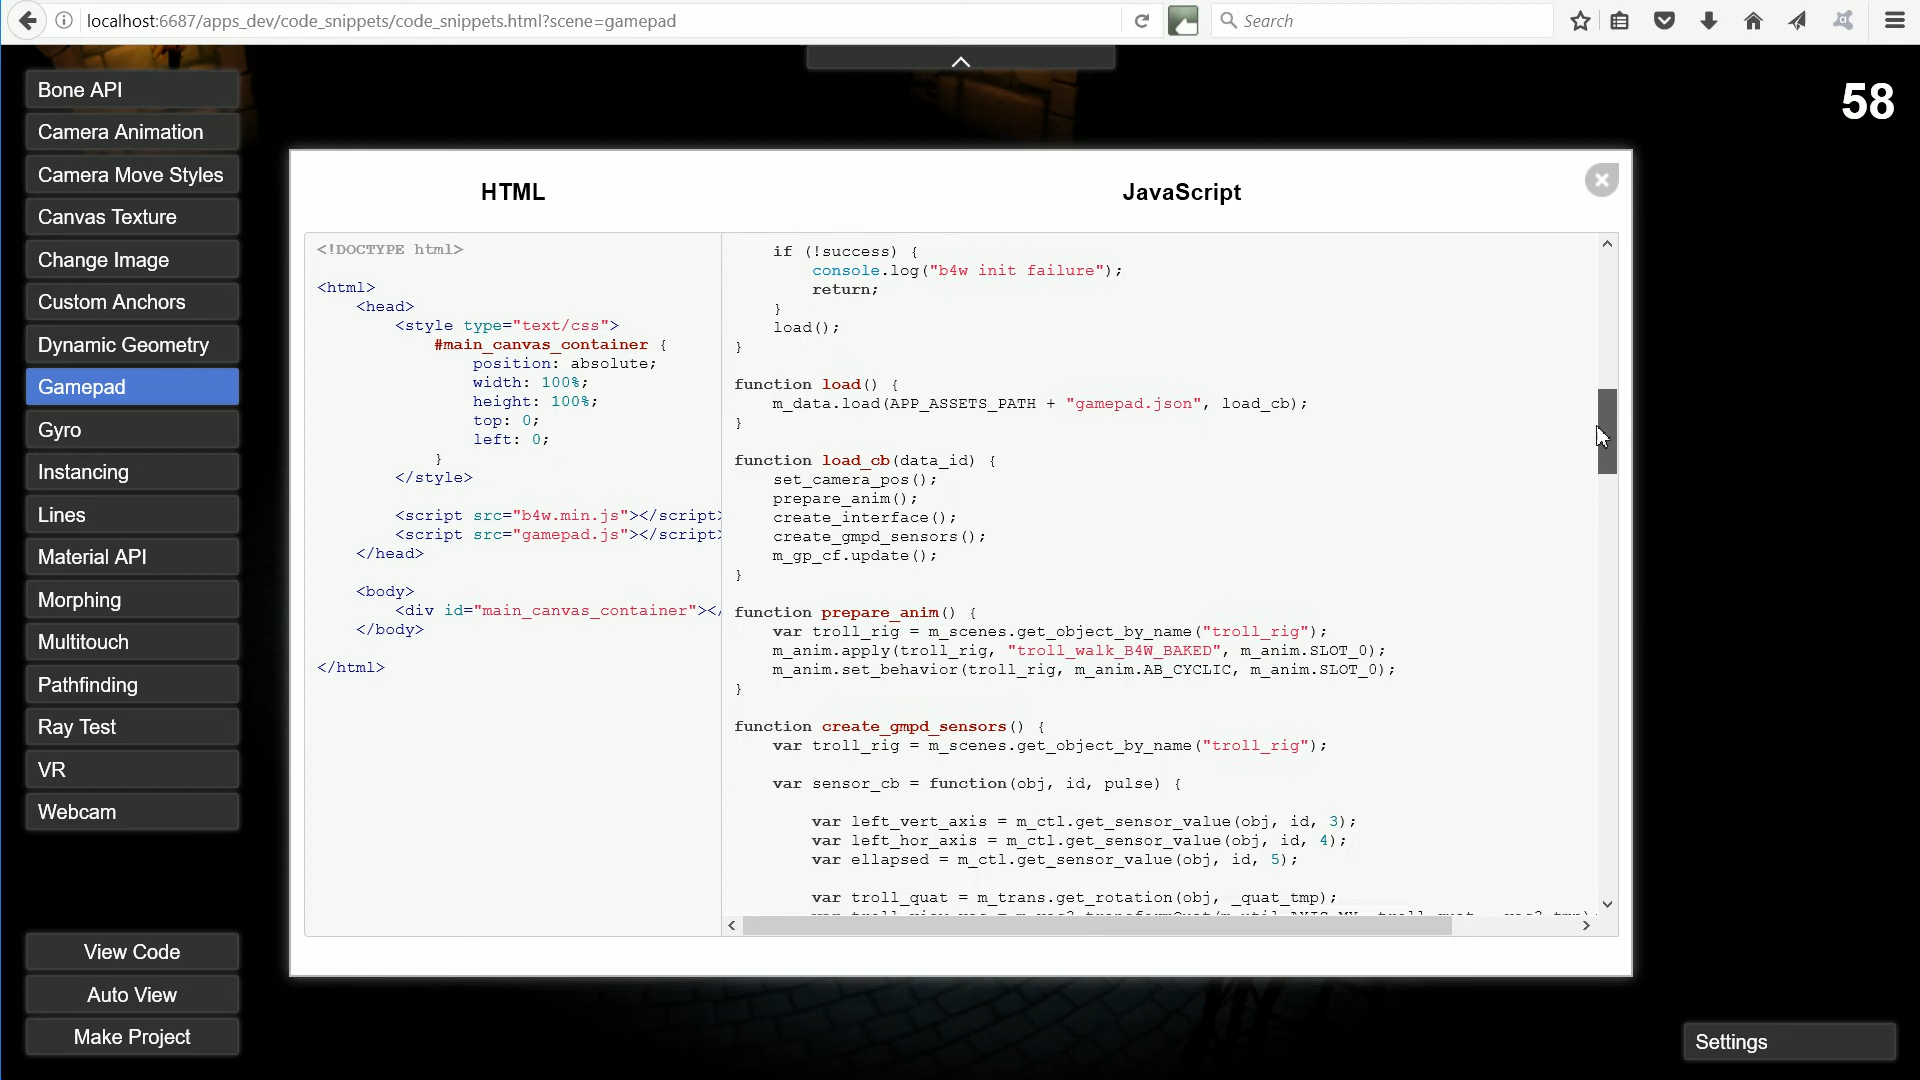 localhost:6687/apps_dev/code_snippets/code_snippets.html?scene=gamepad
Search
58
Bone API
Camera Animation
Camera Move Styles
Canvas Texture
Change Image
Custom Anchors
Dynamic Geometry
Gamepad
Gyro
Instancing
Lines
Material API
Morphing
Multitouch
Pathfinding
Ray Test
VR
Webcam
View Code
Auto View
Make Project
HTML
<!DOCTYPE html>
<html>
<head>
<style type="text/css">
#main_canvas_container {
position: absolute;
width: 100%;
height: 100%;
top: 0;
left: 0;
}
</style>
<script src="b4w.min.js"></script>
<script src="gamepad.js"></script>
</head>
<body>
<div id="main_canvas_container"></
</body>
</html>
JavaScript
if (!success) {
console.log("b4w init failure");
return;
}
load();
}
function load() {
m_data.load(APP_ASSETS_PATH + "gamepad.json", load_cb);
}
function load_cb(data_id) {
set_camera_pos();
prepare_anim();
create_interface();
create_gmpd_sensors();
m_gp_cf.update();
}
function prepare_anim() {
var troll_rig = m_scenes.get_object_by_name("troll_rig");
m_anim.apply(troll_rig, "troll_walk_B4W_BAKED", m_anim.SLOT_0);
m_anim.set_behavior(troll_rig, m_anim.AB_CYCLIC, m_anim.SLOT_0);
}
function create_gmpd_sensors() {
var troll_rig = m_scenes.get_object_by_name("troll_rig");
var sensor_cb = function(obj, id, pulse) {
var left_vert_axis = m_ctl.get_sensor_value(obj, id, 3);
var left_hor_axis = m_ctl.get_sensor_value(obj, id, 4);
var ellapsed = m_ctl.get_sensor_value(obj, id, 5);
var troll_quat = m_trans.get_rotation(obj, _quat_tmp);
Settings